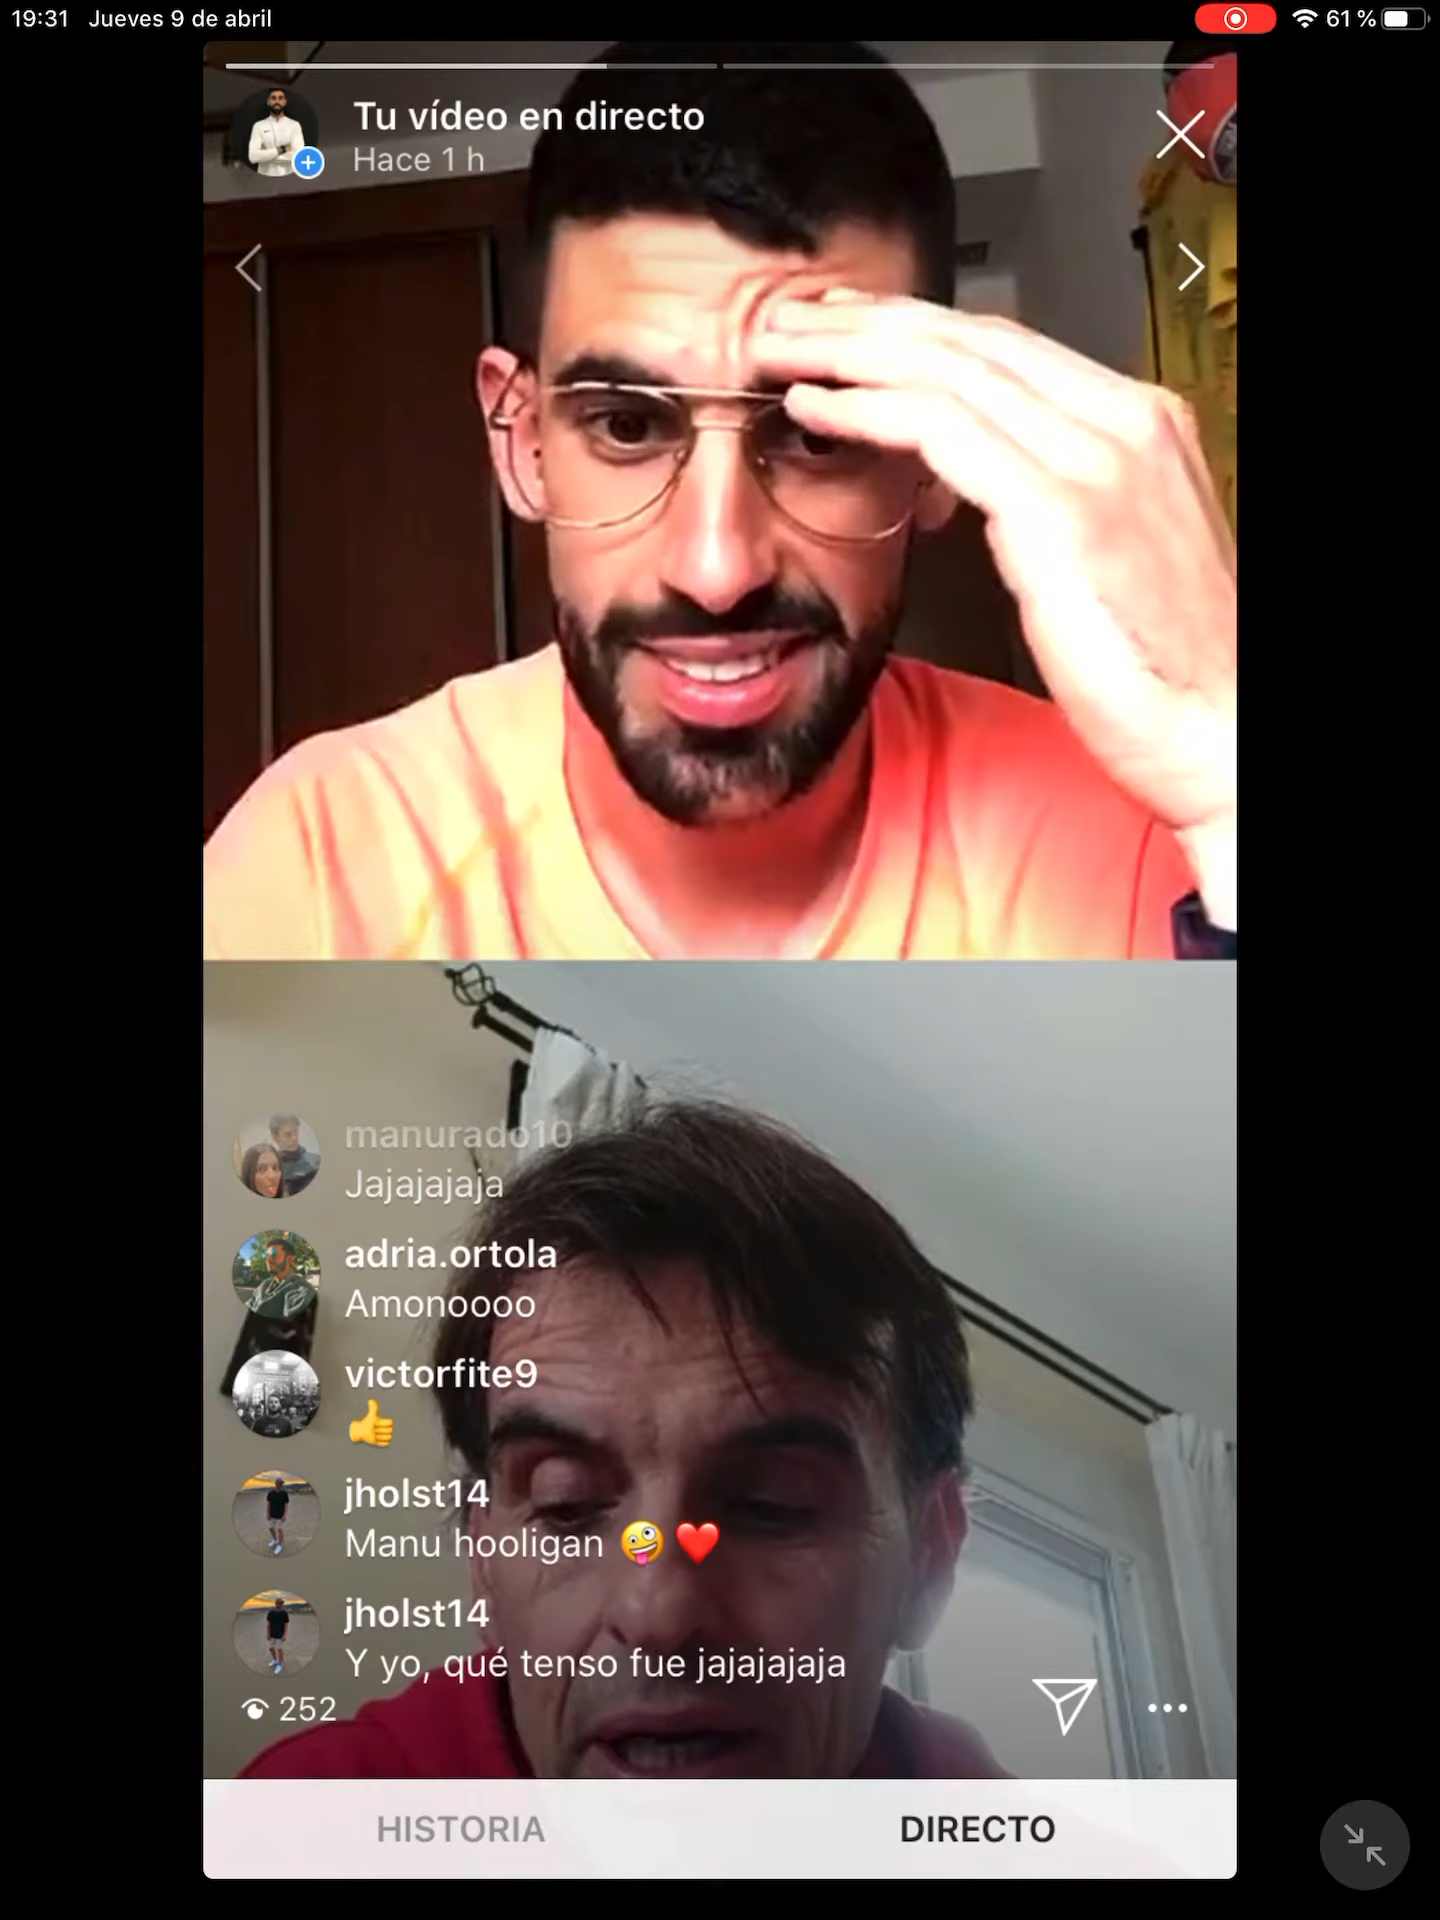 19:31 Jueves 9 de abril
61 %
Tu vídeo en directo
Hace 1 h
manurado10
Jajajajaja
adria.ortola
Amonoooo
victorfite9
👍
jholst14
Manu hooligan 🤪 ❤️
jholst14
Y yo, qué tenso fue jajajajaja
252
HISTORIA
DIRECTO